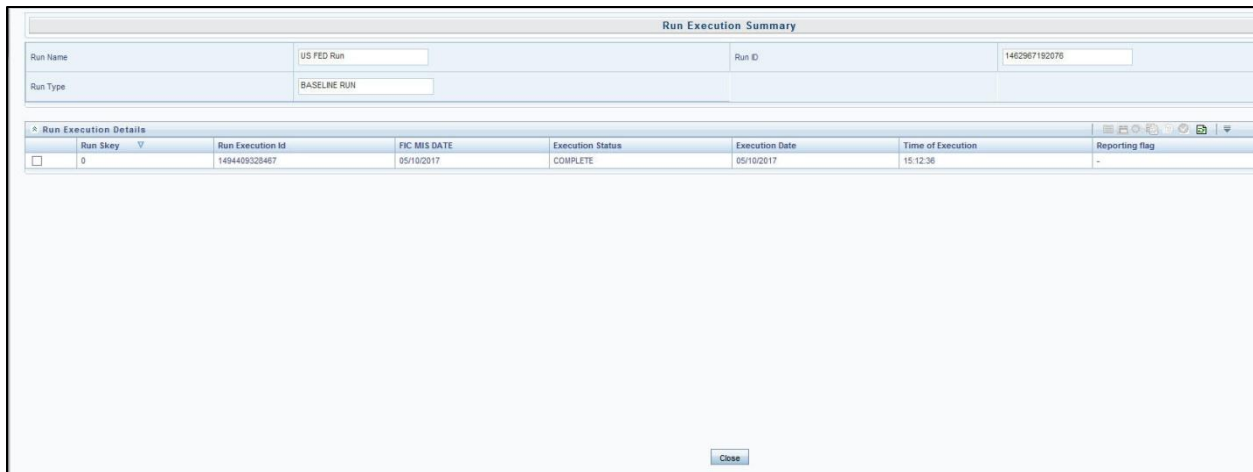 Run Execution Summary
Run Name US FED Run Run ID 1462967192076
Run Type BASELINE RUN
Run Execution Details
Run Skey Run Execution Id FIC MIS DATE Execution Status Execution Date Time of Execution Reporting flag
0 1494409328467 05/10/2017 COMPLETE 05/10/2017 15:12:36 -
Close